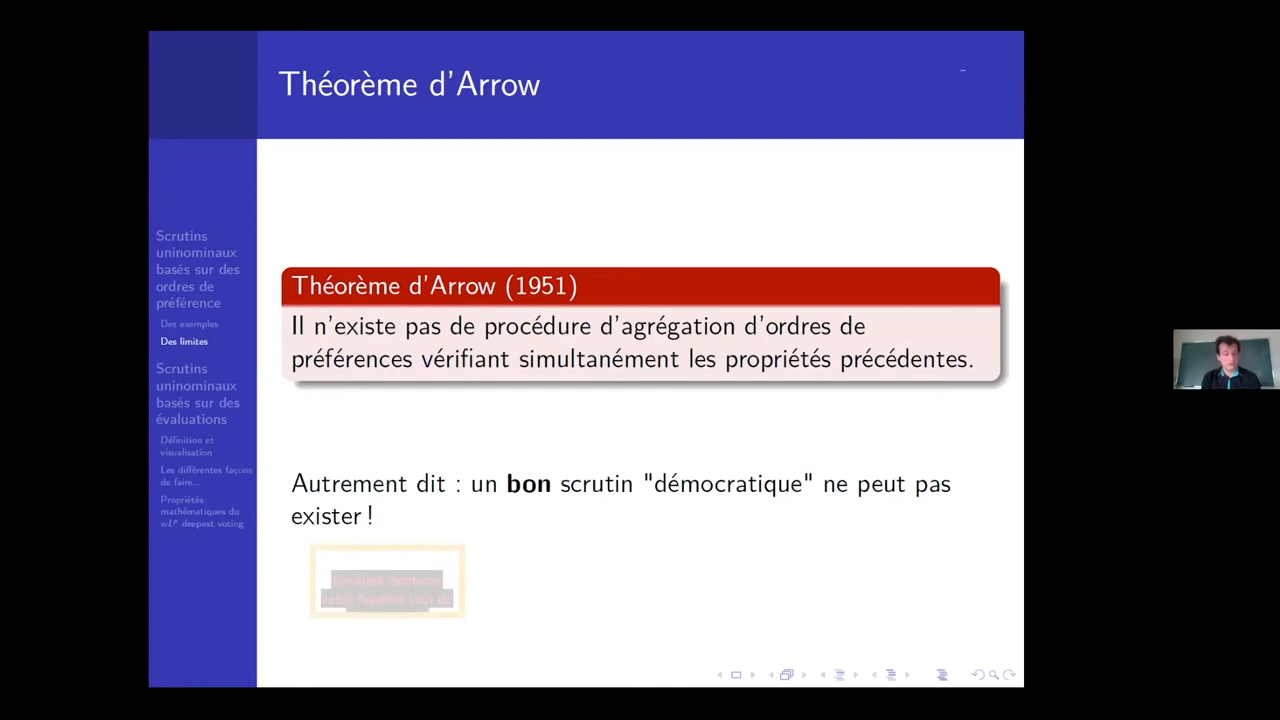 Théorème d'Arrow
Scrutins
uninominaux
basés sur des
ordres de
préférence
Des exemples
Des limites
Scrutins
uninominaux
basés sur des
évaluations
Définition et
visualisation
Les différentes façons
de faire...
Propriétés
mathématiques du
wLᵖ deepest voting
Théorème d'Arrow (1951)
Il n'existe pas de procédure d'agrégation d'ordres de
préférences vérifiant simultanément les propriétés précédentes.
Autrement dit : un bon scrutin "démocratique" ne peut pas
exister !